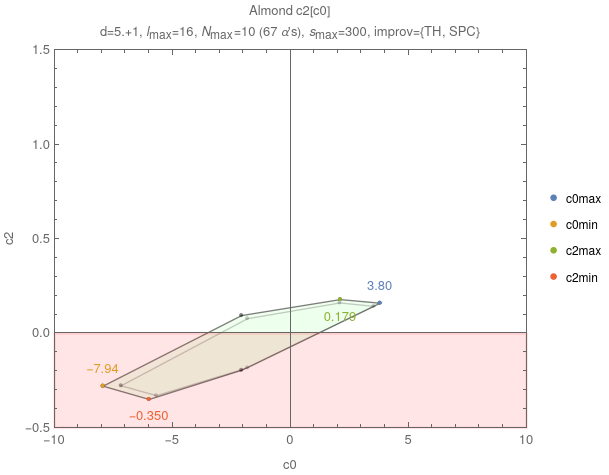 Almond c2[c0]
d=5.+1, lmax=16, Nmax=10 (67 α's), smax=300, improv={TH, SPC}
1.5
1.0
c0max
c0min
c2
0.5
c2max
3.80
c2min
0.179
0.0
−7.94
−0.350
−0.5
−10
−5
0
5
10
c0